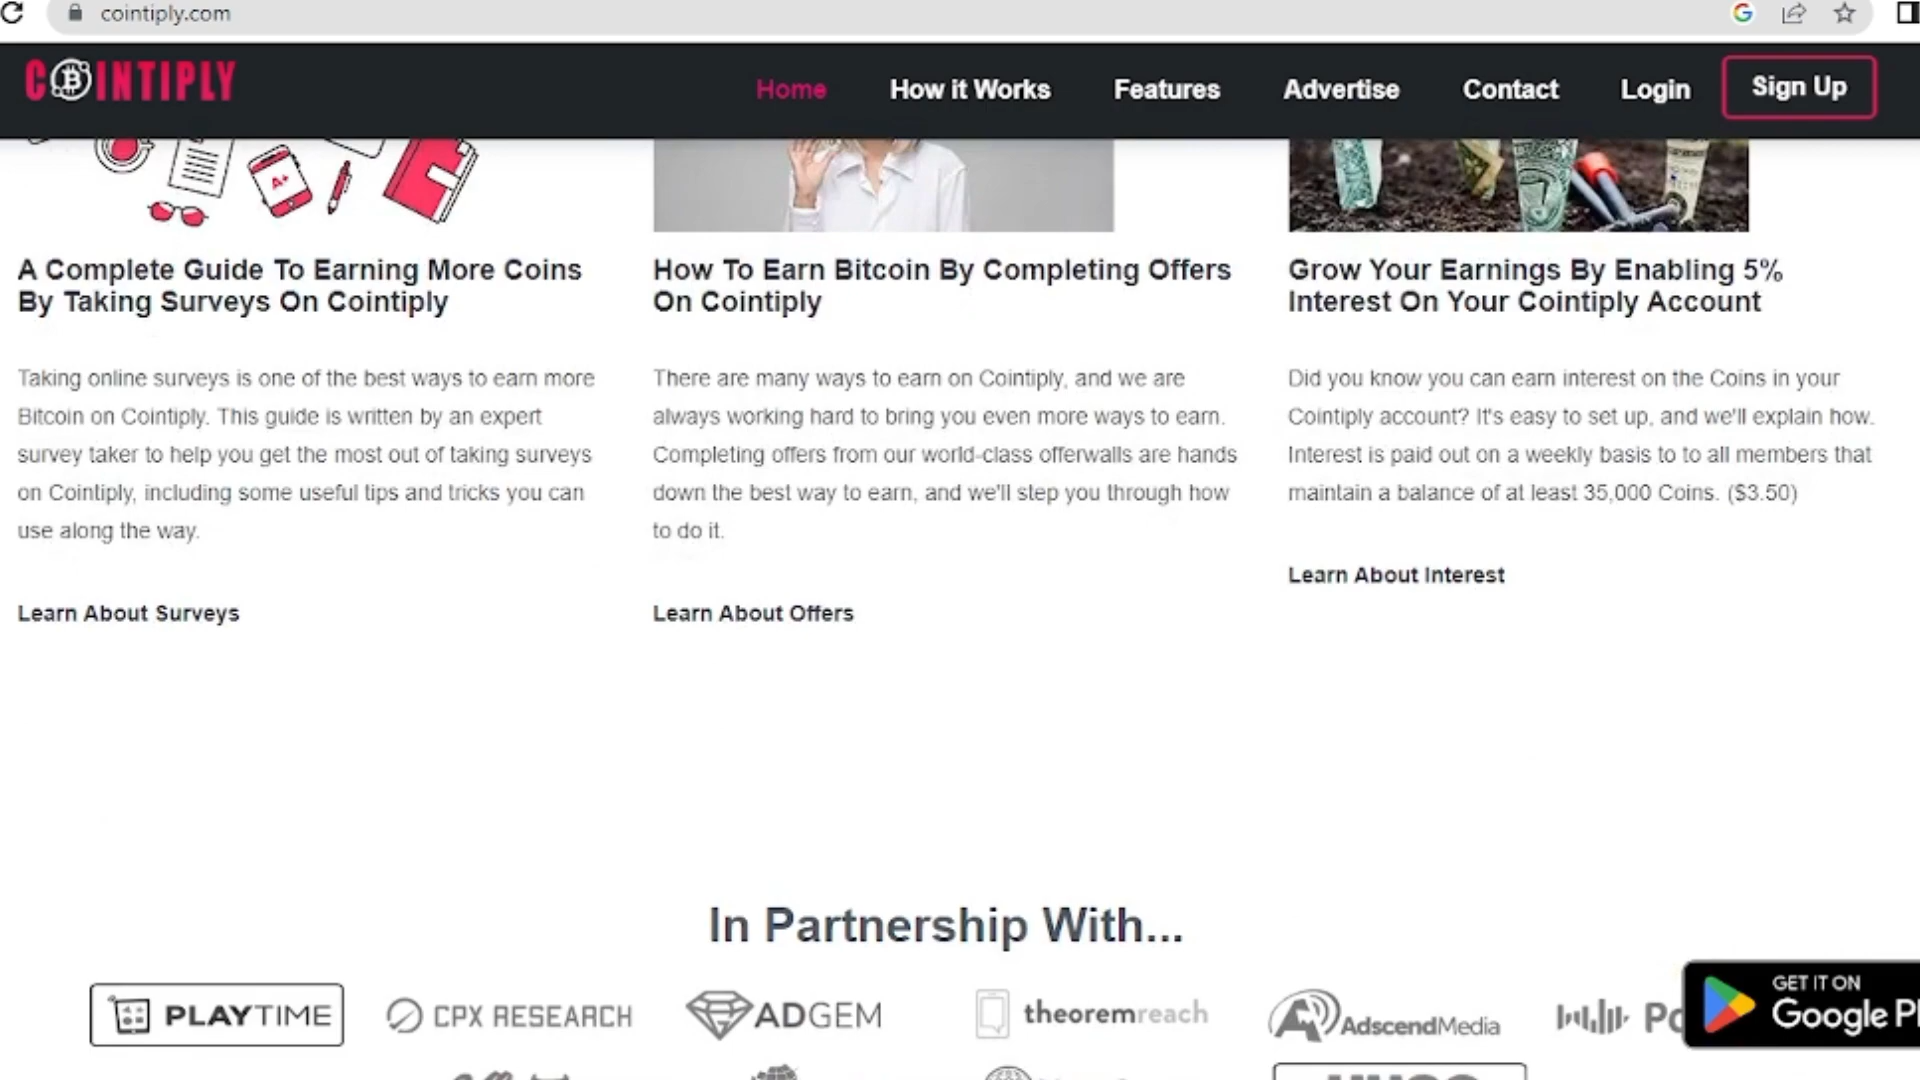 cointiply.com
COINTIPLY
Home How it Works Features Advertise Contact Login Sign Up
A+
A Complete Guide To Earning More Coins
By Taking Surveys On Cointiply
Taking online surveys is one of the best ways to earn more
Bitcoin on Cointiply. This guide is written by an expert
survey taker to help you get the most out of taking surveys
on Cointiply, including some useful tips and tricks you can
use along the way.
Learn About Surveys
How To Earn Bitcoin By Completing Offers
On Cointiply
There are many ways to earn on Cointiply, and we are
always working hard to bring you even more ways to earn.
Completing offers from our world-class offerwalls are hands
down the best way to earn, and we'll step you through how
to do it.
Learn About Offers
Grow Your Earnings By Enabling 5%
Interest On Your Cointiply Account
Did you know you can earn interest on the Coins in your
Cointiply account? It's easy to set up, and we'll explain how.
Interest is paid out on a weekly basis to to all members that
maintain a balance of at least 35,000 Coins. ($3.50)
Learn About Interest
In Partnership With...
PLAYTIME CPX RESEARCH ADGEM theoremreach AdscendMedia
GET IT ON
Google